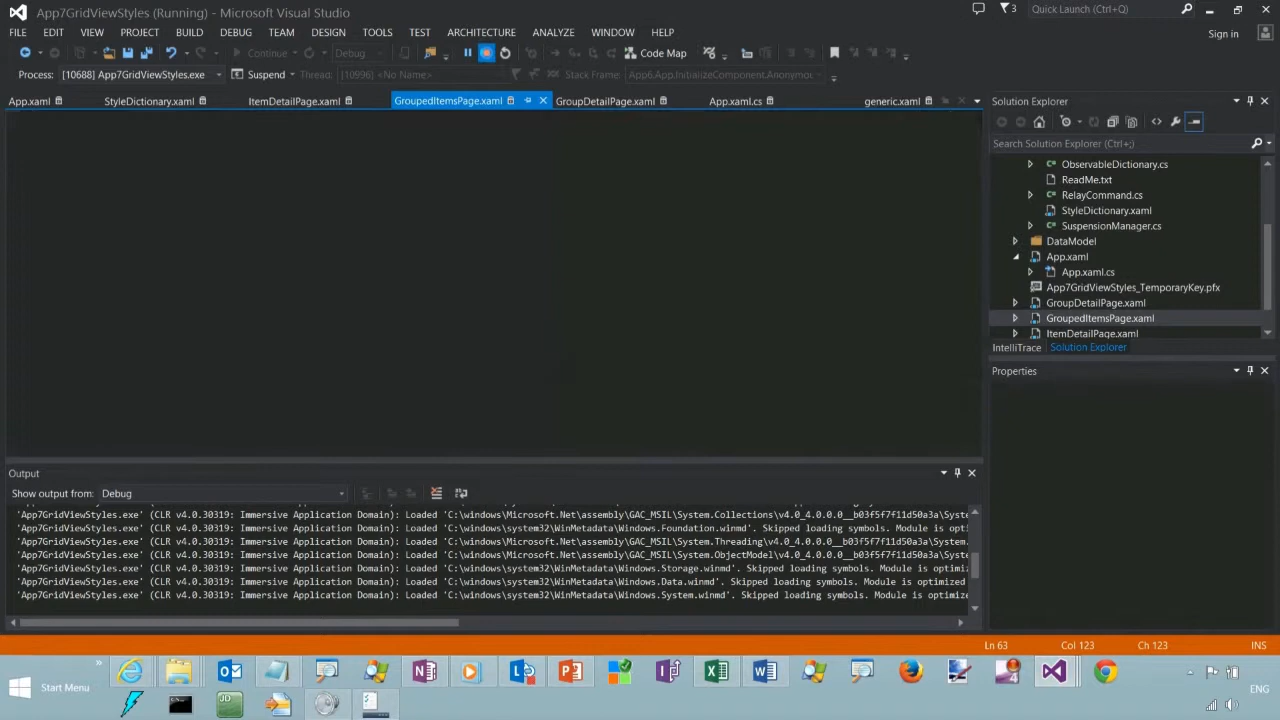 App7GridViewStyles (Running) - Microsoft Visual Studio
3
Quick Launch (Ctrl+;)
FILE EDIT VIEW PROJECT BUILD DEBUG TEAM DESIGN TOOLS TEST ARCHITECTURE ANALYZE WINDOW HELP
Sign in
Continue Debug Code Map
Process: [10688] App7GridViewStyles.exe Suspend Thread: [10996] <No Name> Stack Frame: App6.App.InitializeComponent.Anonymou
App.xaml StyleDictionary.xaml ItemDetailPage.xaml GroupedItemsPage.xaml GroupDetailPage.xaml App.xaml.cs generic.xaml
Solution Explorer
Search Solution Explorer (Ctrl+;)
ObservableDictionary.cs
ReadMe.txt
RelayCommand.cs
StyleDictionary.xaml
SuspensionManager.cs
DataModel
App.xaml
App.xaml.cs
App7GridViewStyles_TemporaryKey.pfx
GroupDetailPage.xaml
GroupedItemsPage.xaml
ItemDetailPage.xaml
IntelliTrace Solution Explorer
Properties
Output
Show output from: Debug
'App7GridViewStyles.exe' (CLR v4.0.30319: Immersive Application Domain): Loaded 'C:\windows\Microsoft.Net\assembly\GAC_MSIL\System.Collections\v4.0_4.0.0.0__b03f5f7f11d50a3a\Syste
'App7GridViewStyles.exe' (CLR v4.0.30319: Immersive Application Domain): Loaded 'C:\windows\system32\WinMetadata\Windows.Foundation.winmd'. Skipped loading symbols. Module is opti
'App7GridViewStyles.exe' (CLR v4.0.30319: Immersive Application Domain): Loaded 'C:\windows\Microsoft.Net\assembly\GAC_MSIL\System.Threading\v4.0_4.0.0.0__b03f5f7f11d50a3a\System.
'App7GridViewStyles.exe' (CLR v4.0.30319: Immersive Application Domain): Loaded 'C:\windows\Microsoft.Net\assembly\GAC_MSIL\System.ObjectModel\v4.0_4.0.0.0__b03f5f7f11d50a3a\Syste
'App7GridViewStyles.exe' (CLR v4.0.30319: Immersive Application Domain): Loaded 'C:\windows\system32\WinMetadata\Windows.Storage.winmd'. Skipped loading symbols. Module is optimiz
'App7GridViewStyles.exe' (CLR v4.0.30319: Immersive Application Domain): Loaded 'C:\windows\system32\WinMetadata\Windows.Data.winmd'. Skipped loading symbols. Module is optimized
'App7GridViewStyles.exe' (CLR v4.0.30319: Immersive Application Domain): Loaded 'C:\windows\system32\WinMetadata\Windows.System.winmd'. Skipped loading symbols. Module is optimize
Ln 63 Col 123 Ch 123 INS
Start Menu
JD
ENG